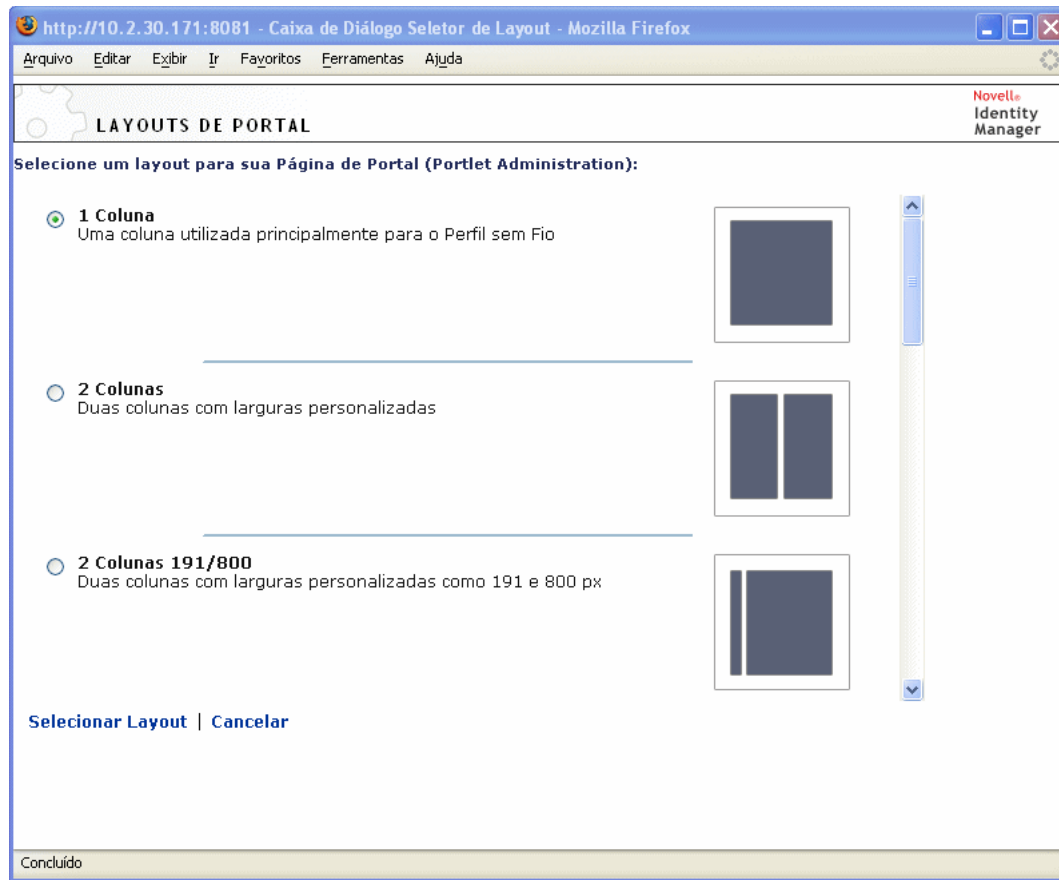 http://10.2.30.171:8081 - Caixa de Diálogo Seletor de Layout - Mozilla Firefox
Arquivo Editar Exibir Ir Favoritos Ferramentas Ajuda
LAYOUTS DE PORTAL
Novell®
Identity
Manager
Selecione um layout para sua Página de Portal (Portlet Administration):
1 Coluna
Uma coluna utilizada principalmente para o Perfil sem Fio
2 Colunas
Duas colunas com larguras personalizadas
2 Colunas 191/800
Duas colunas com larguras personalizadas como 191 e 800 px
Selecionar Layout | Cancelar
Concluído